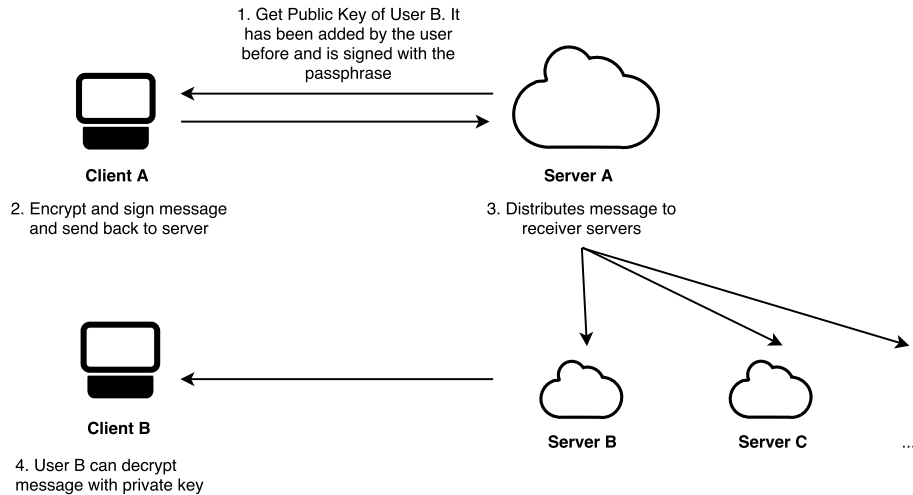 1. Get Public Key of User B. It
has been added by the user
before and is signed with the
passphrase
Client A
Server A
2. Encrypt and sign message
and send back to server
3. Distributes message to
receiver servers
Client B
Server B
Server C
...
4. User B can decrypt
message with private key